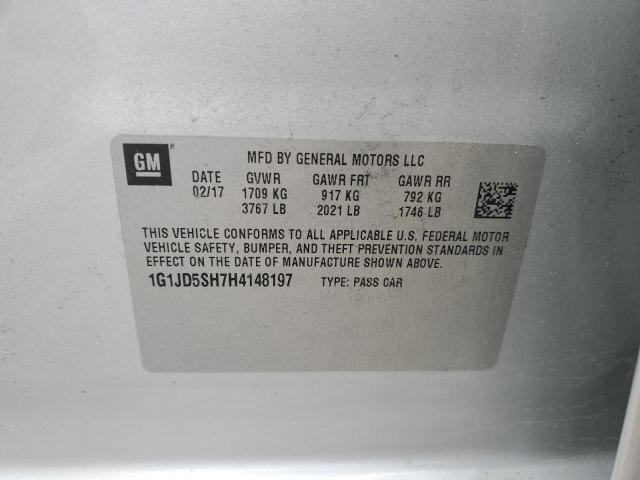 GM ®
MFD BY GENERAL MOTORS LLC
DATE GVWR GAWR FRT GAWR RR
02/17 1709 KG 917 KG 792 KG
3767 LB 2021 LB 1746 LB
THIS VEHICLE CONFORMS TO ALL APPLICABLE U.S. FEDERAL MOTOR
VEHICLE SAFETY, BUMPER, AND THEFT PREVENTION STANDARDS IN
EFFECT ON THE DATE OF MANUFACTURE SHOWN ABOVE.
1G1JD5SH7H4148197 TYPE: PASS CAR